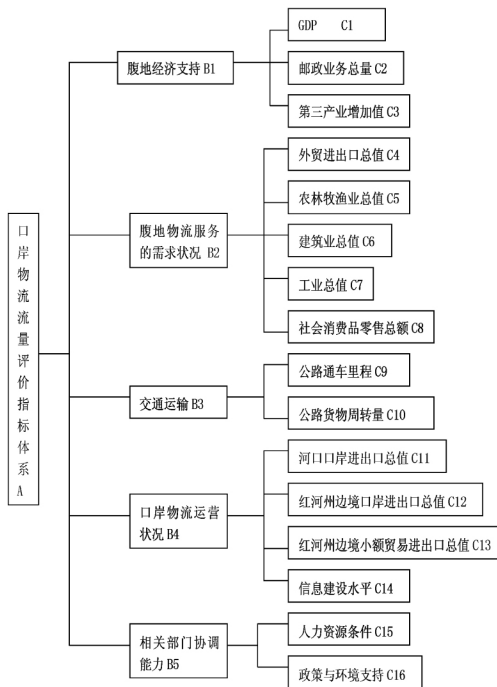 GDP C1
腹地经济支持 B1
邮政业务总量 C2
第三产业增加值 C3
外贸进出口总值 C4
农林牧渔业总值 C5
腹地物流服务
的需求状况 B2
建筑业总值 C6
工业总值 C7
社会消费品零售总额 C8
口岸物流流量评价指标体系 A
公路通车里程 C9
交通运输 B3
公路货物周转量 C10
河口口岸进出口总值 C11
红河州边境口岸进出口总值 C12
口岸物流运营
状况 B4
红河州边境小额贸易进出口总值 C13
信息建设水平 C14
人力资源条件 C15
相关部门协调
能力 B5
政策与环境支持 C16